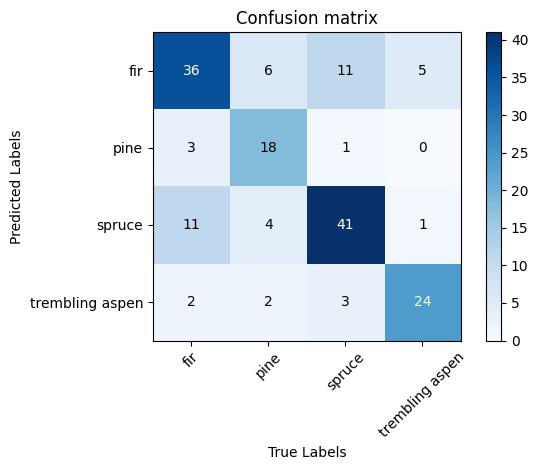 Confusion matrix
Predicted Labels
fir 36 6 11 5
pine 3 18 1 0
spruce 11 4 41 1
trembling aspen 2 2 3 24
fir pine spruce trembling aspen
True Labels
40
35
30
25
20
15
10
5
0